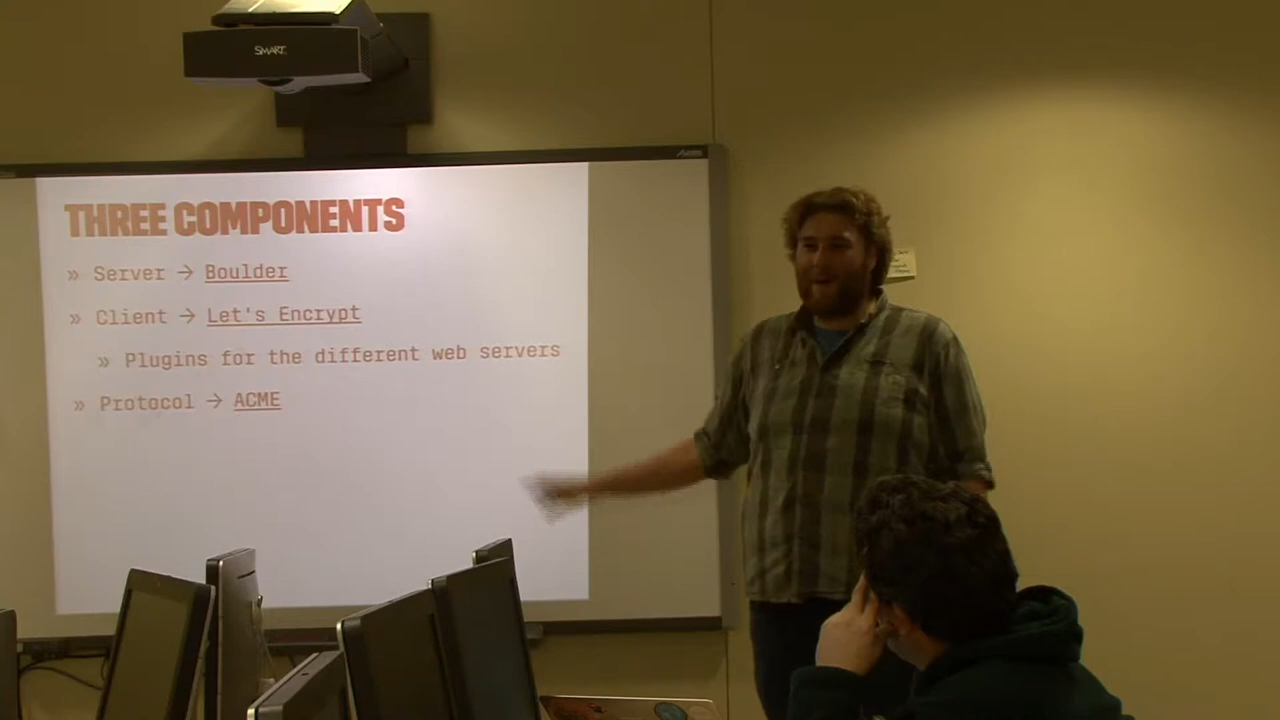 SMART
THREE COMPONENTS
» Server → Boulder
» Client → Let's Encrypt
» Plugins for the different web servers
» Protocol → ACME